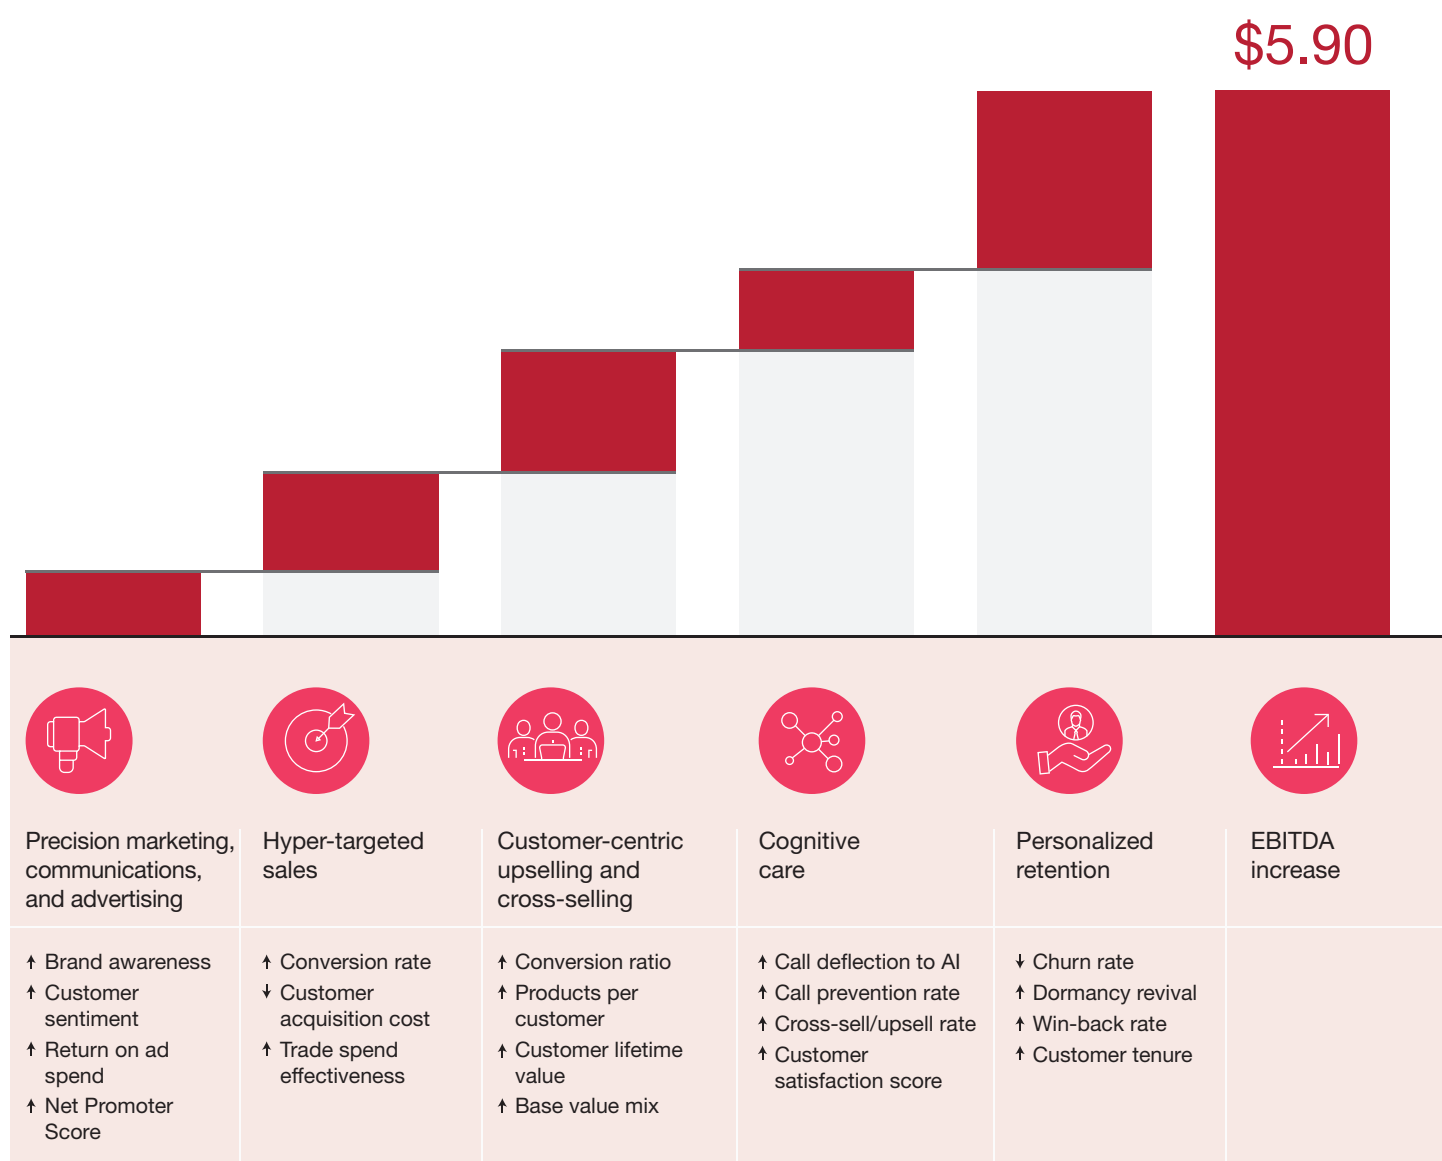 $5.90
Precision marketing,
communications,
and advertising
Hyper-targeted
sales
Customer-centric
upselling and
cross-selling
Cognitive
care
Personalized
retention
EBITDA
increase
↑ Brand awareness
↑ Customer
sentiment
↑ Return on ad
spend
↑ Net Promoter
Score
↑ Conversion rate
↓ Customer
acquisition cost
↑ Trade spend
effectiveness
↑ Conversion ratio
↑ Products per
customer
↑ Customer lifetime
value
↑ Base value mix
↑ Call deflection to AI
↑ Call prevention rate
↑ Cross-sell/upsell rate
↑ Customer
satisfaction score
↓ Churn rate
↑ Dormancy revival
↑ Win-back rate
↑ Customer tenure